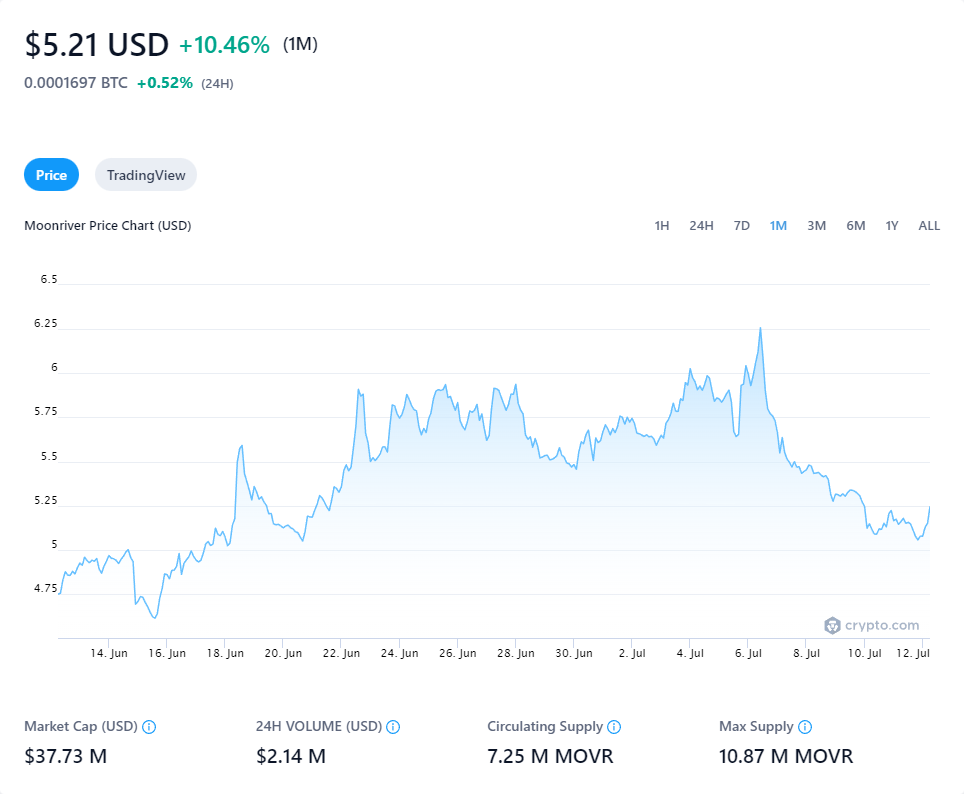 $5.21 USD +10.46% (1M)
0.0001697 BTC +0.52% (24H)
Price TradingView
Moonriver Price Chart (USD) 1H 24H 7D 1M 3M 6M 1Y ALL
6.5
6.25
6
5.75
5.5
5.25
5
4.75
crypto.com
14. Jun 16. Jun 18. Jun 20. Jun 22. Jun 24. Jun 26. Jun 28. Jun 30. Jun 2. Jul 4. Jul 6. Jul 8. Jul 10. Jul 12. Jul
Market Cap (USD) 24H VOLUME (USD) Circulating Supply Max Supply
$37.73 M $2.14 M 7.25 M MOVR 10.87 M MOVR